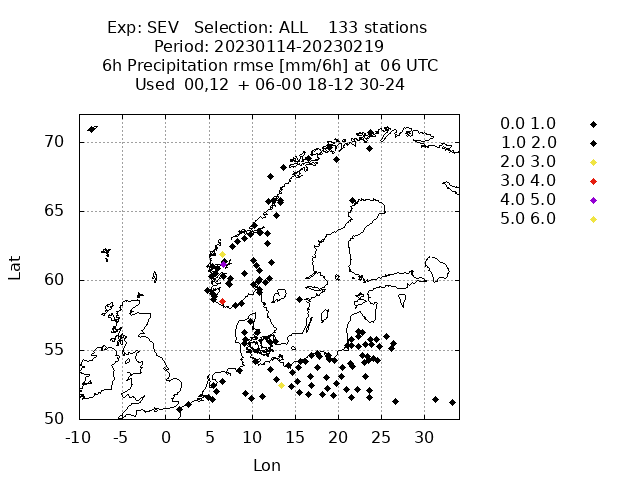 Exp: SEV Selection: ALL 133 stations
Period: 20230114-20230219
6h Precipitation rmse [mm/6h] at 06 UTC
Used 00,12 + 06-00 18-12 30-24
0.0 1.0
1.0 2.0
2.0 3.0
3.0 4.0
4.0 5.0
5.0 6.0
70
65
60
55
50
Lat
-10 -5 0 5 10 15 20 25 30
Lon